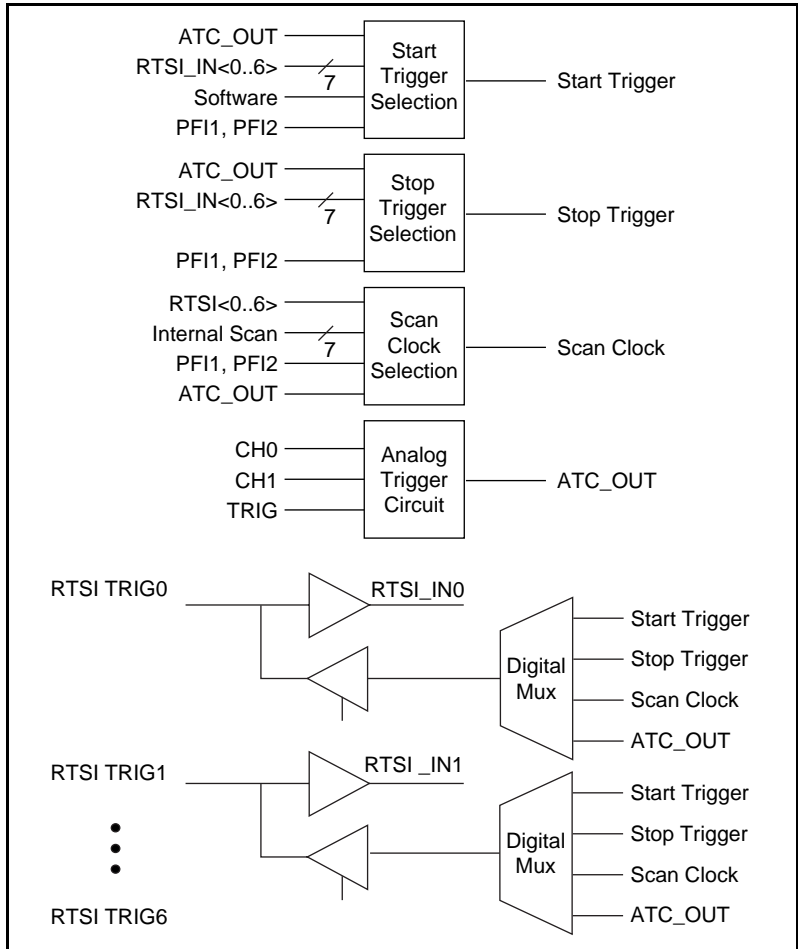 ATC_OUT
RTSI_IN<0..6>
7
Software
PFI1, PFI2
Start
Trigger
Selection
Start Trigger
ATC_OUT
RTSI_IN<0..6>
7
PFI1, PFI2
Stop
Trigger
Selection
Stop Trigger
RTSI<0..6>
Internal Scan
7
PFI1, PFI2
ATC_OUT
Scan
Clock
Selection
Scan Clock
CH0
CH1
TRIG
Analog
Trigger
Circuit
ATC_OUT
RTSI TRIG0
RTSI_IN0
Digital
Mux
Start Trigger
Stop Trigger
Scan Clock
ATC_OUT
RTSI TRIG1
RTSI _IN1
Digital
Mux
Start Trigger
Stop Trigger
Scan Clock
ATC_OUT
RTSI TRIG6